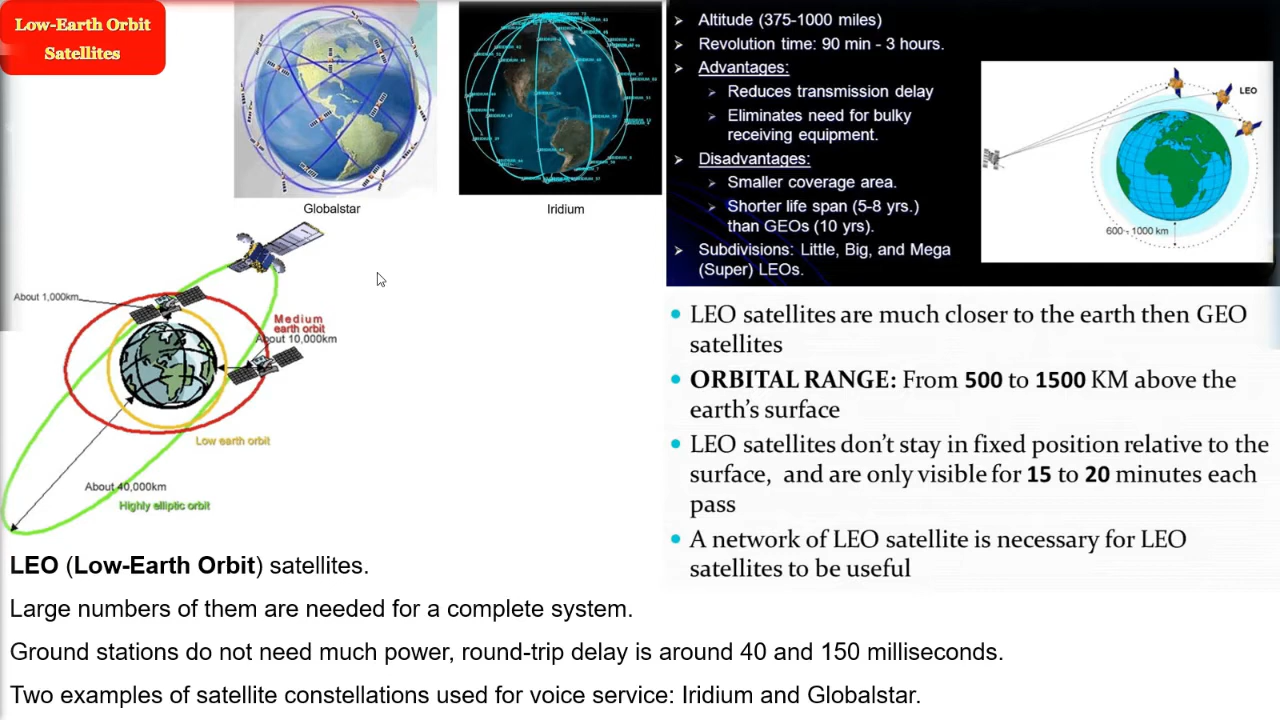 Low-Earth Orbit
Satellites
Globalstar
Iridium
Altitude (375-1000 miles)
Revolution time: 90 min - 3 hours.
Advantages:
Reduces transmission delay
Eliminates need for bulky
receiving equipment.
Disadvantages:
Smaller coverage area.
Shorter life span (5-8 yrs.)
than GEOs (10 yrs).
Subdivisions: Little, Big, and Mega
(Super) LEOs.
LEO
600 - 1000 km
About 1,000km
Medium
earth orbit
About 10,000km
Low earth orbit
About 40,000km
Highly elliptic orbit
• LEO satellites are much closer to the earth then GEO
satellites
• ORBITAL RANGE: From 500 to 1500 KM above the
earth's surface
• LEO satellites don't stay in fixed position relative to the
surface, and are only visible for 15 to 20 minutes each
pass
• A network of LEO satellite is necessary for LEO
satellites to be useful
LEO (Low-Earth Orbit) satellites.
Large numbers of them are needed for a complete system.
Ground stations do not need much power, round-trip delay is around 40 and 150 milliseconds.
Two examples of satellite constellations used for voice service: Iridium and Globalstar.